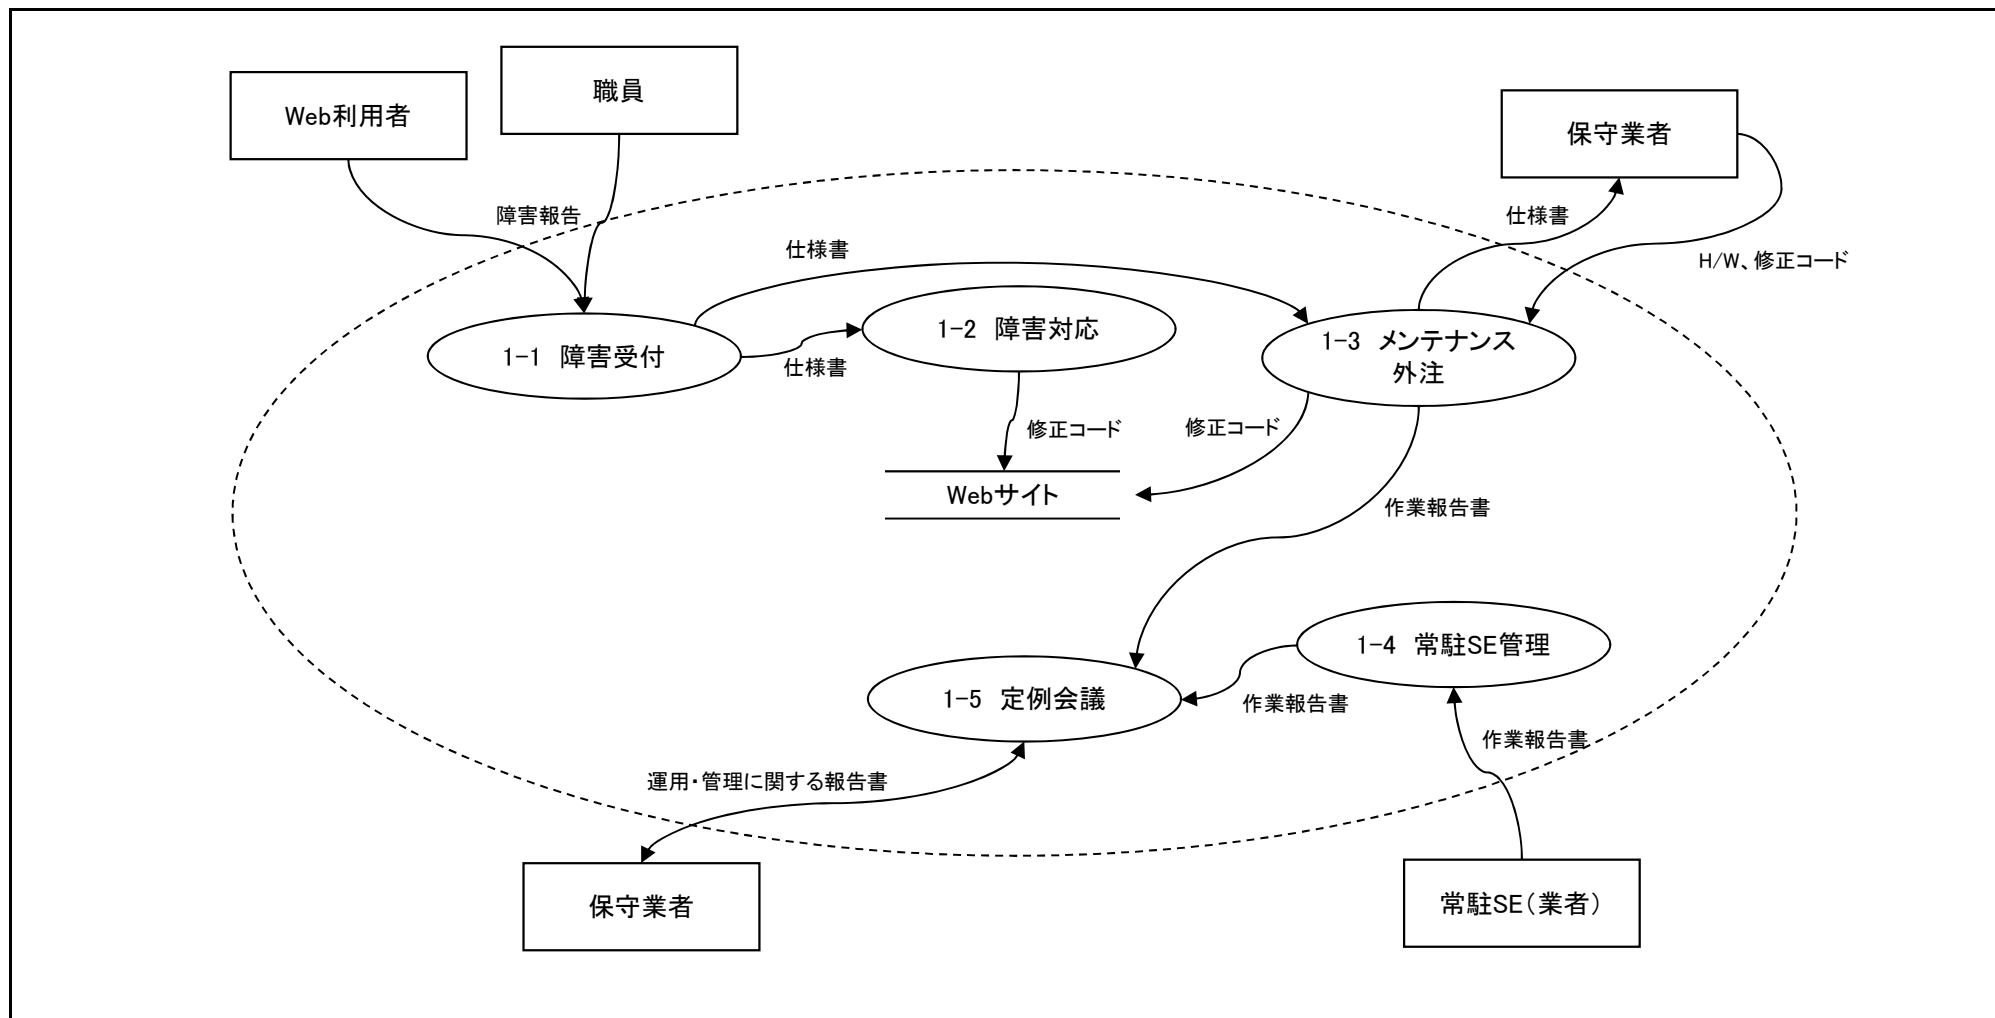 職員
Web利用者
保守業者
障害報告
仕様書
仕様書
H/W、修正コード
1-2 障害対応
1-1 障害受付
1-3 メンテナンス
外注
仕様書
修正コード
修正コード
Webサイト
作業報告書
1-4 常駐SE管理
1-5 定例会議
作業報告書
作業報告書
運用・管理に関する報告書
保守業者
常駐SE(業者)